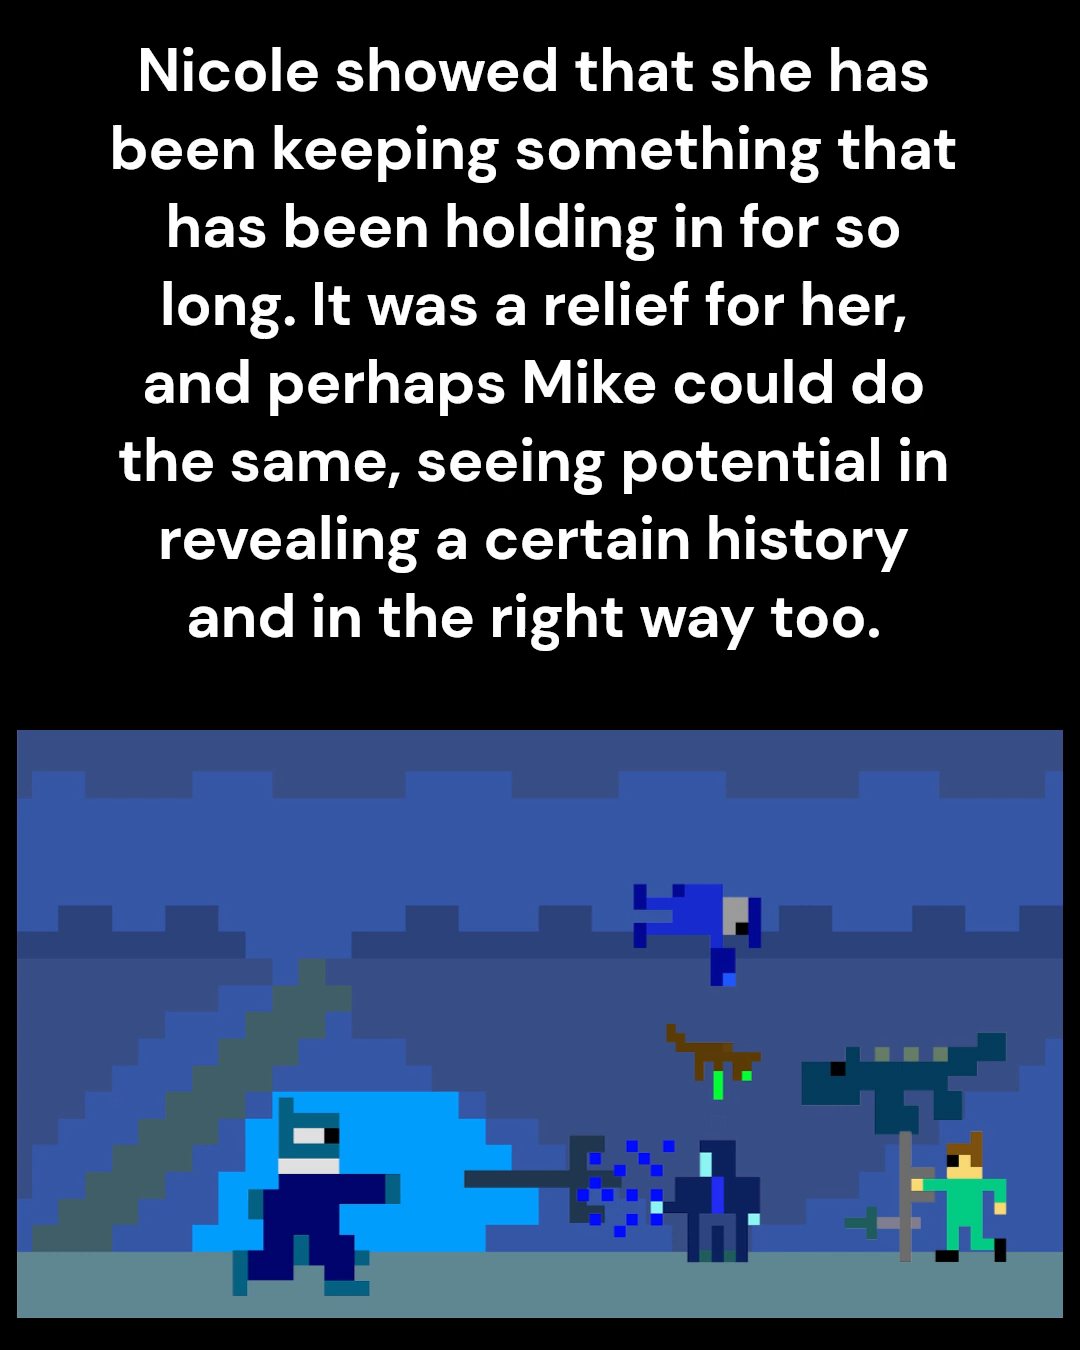 Nicole showed that she has
been keeping something that
has been holding in for so
long. It was a relief for her,
and perhaps Mike could do
the same, seeing potential in
revealing a certain history
and in the right way too.